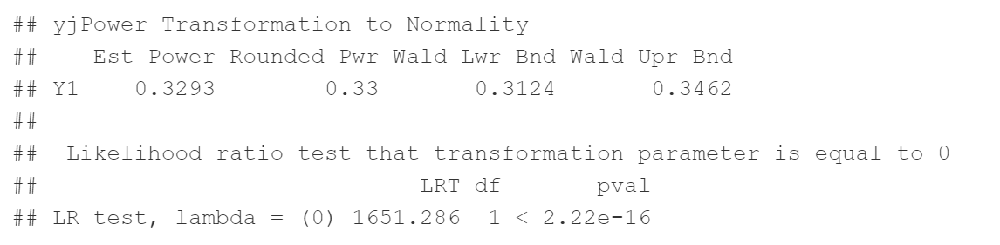 ## yjPower Transformation to Normality
##    Est Power Rounded Pwr Wald Lwr Bnd Wald Upr Bnd
## Y1    0.3293        0.33       0.3124       0.3462
##
##  Likelihood ratio test that transformation parameter is equal to 0
##                              LRT df       pval
## LR test, lambda = (0) 1651.286  1 < 2.22e-16